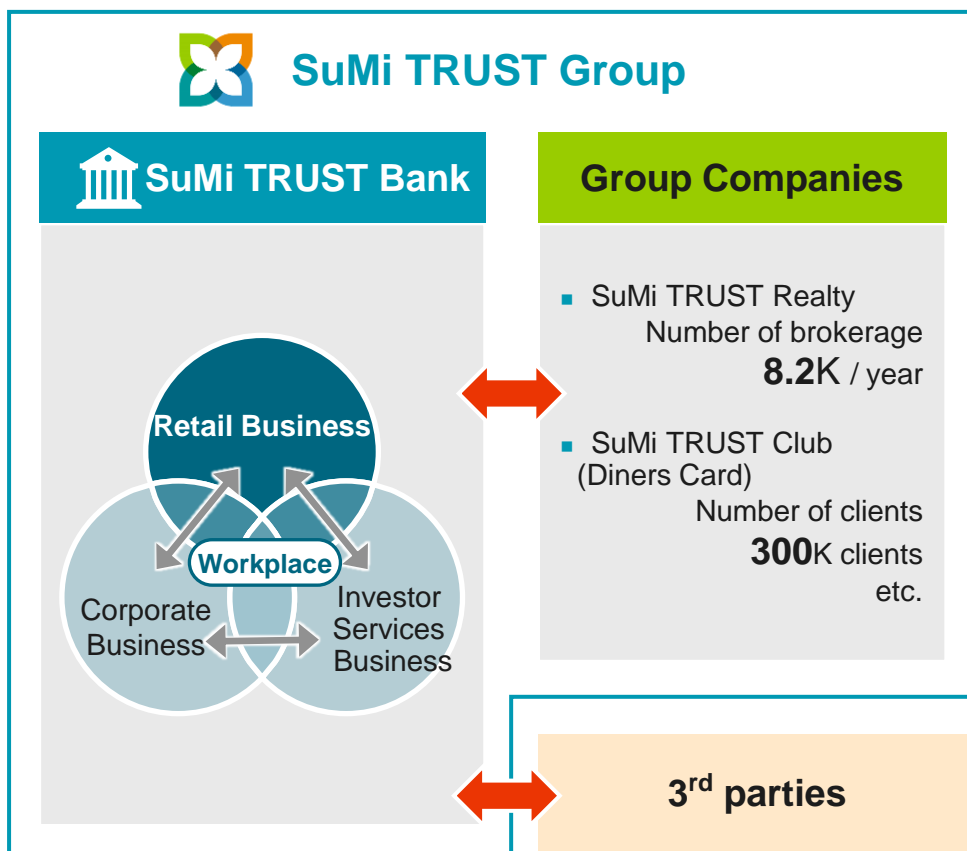 SuMi TRUST Group
SuMi TRUST Bank
Retail Business
Workplace
Corporate
Business
Investor
Services
Business
Group Companies
▪ SuMi TRUST Realty
Number of brokerage
8.2K / year
▪ SuMi TRUST Club
(Diners Card)
Number of clients
300K clients
etc.
3rd parties